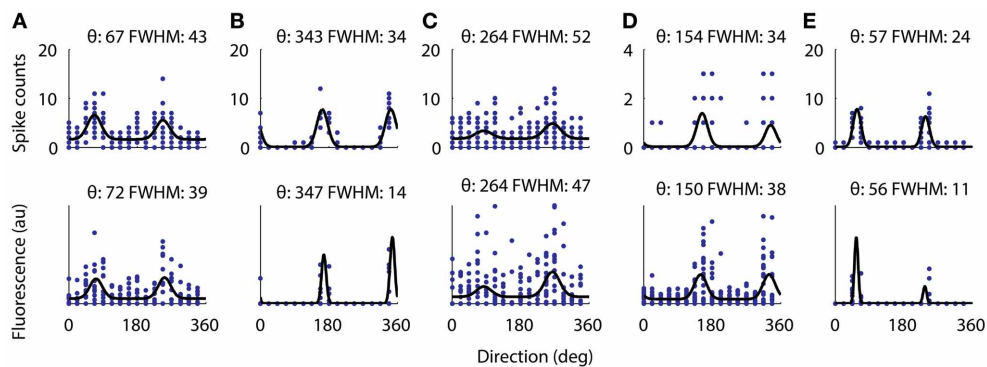 A B C D E
θ: 67 FWHM: 43 θ: 343 FWHM: 34 θ: 264 FWHM: 52 θ: 154 FWHM: 34 θ: 57 FWHM: 24
Spike counts
20 20 20 4 20
10 10 10 2 10
0 0 0 0 0
θ: 72 FWHM: 39 θ: 347 FWHM: 14 θ: 264 FWHM: 47 θ: 150 FWHM: 38 θ: 56 FWHM: 11
Fluorescence (au)
0 180 360 0 180 360 0 180 360 0 180 360 0 180 360
Direction (deg)